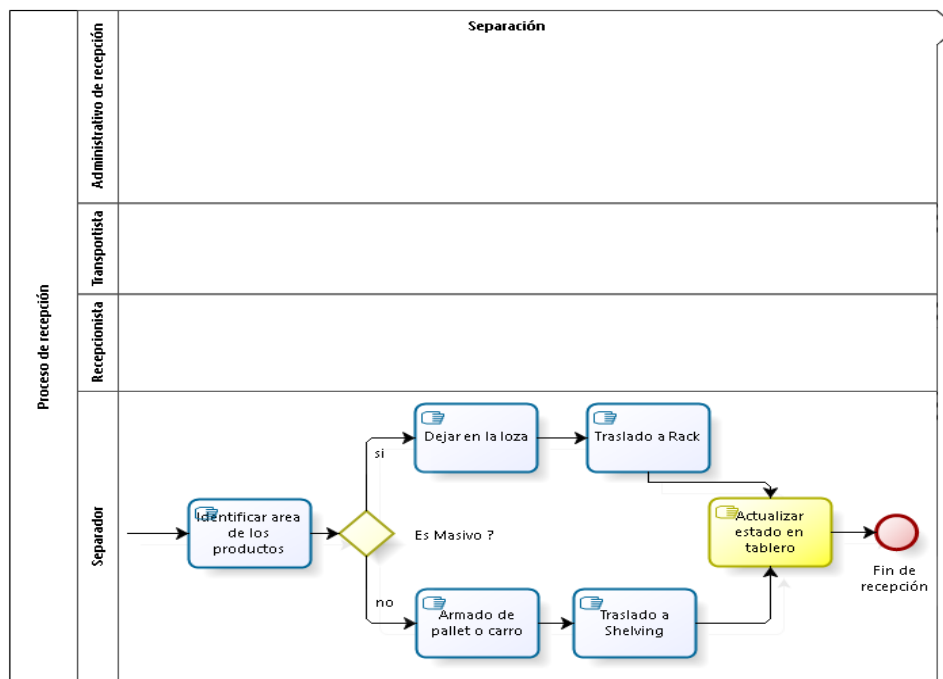 Separación
Proceso de recepción
Administrativo de recepción
Transportista
Recepcionista
Separador
Identificar area
de los
productos
Es Masivo ?
si
Dejar en la loza
Traslado a Rack
no
Armado de
pallet o carro
Traslado a
Shelving
Actualizar
estado en
tablero
Fin de
recepción